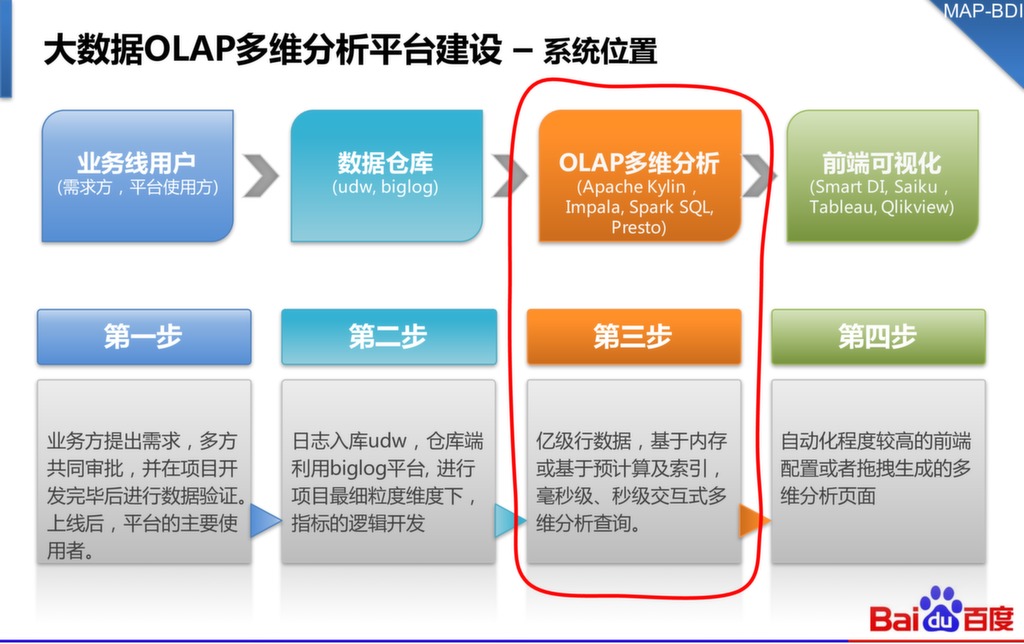 MAP-BDI
大数据OLAP多维分析平台建设 – 系统位置
业务线用户
(需求方，平台使用方)
数据仓库
(udw, biglog)
OLAP多维分析
(Apache Kylin，
Impala, Spark SQL,
Presto)
前端可视化
(Smart DI, Saiku，
Tableau, Qlikview)
第一步
第二步
第三步
第四步
业务方提出需求，多方
共同审批，并在项目开
发完毕后进行数据验证。
上线后，平台的主要使
用者。
日志入库udw，仓库端
利用biglog平台, 进行
项目最细粒度维度下，
指标的逻辑开发
亿级行数据，基于内存
或基于预计算及索引，
毫秒级、秒级交互式多
维分析查询。
自动化程度较高的前端
配置或者拖拽生成的多
维分析页面
Baidu百度